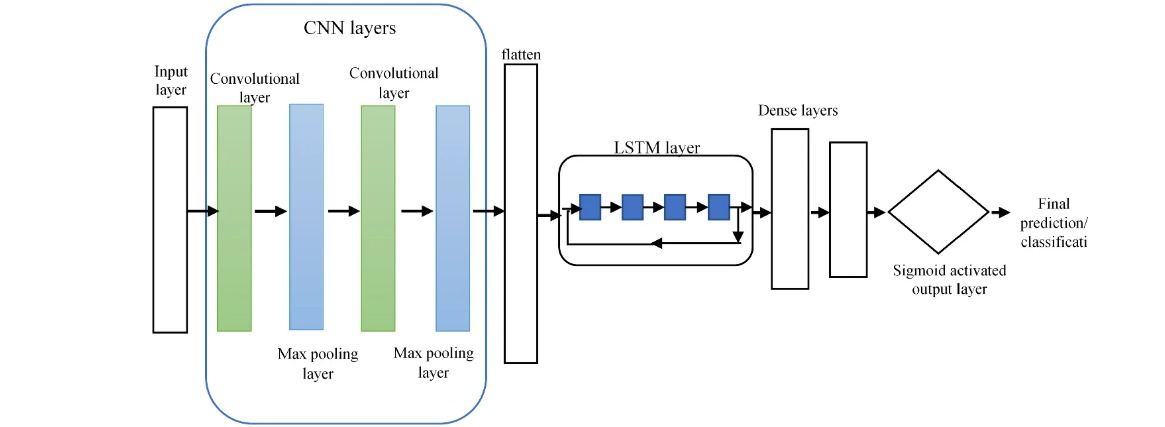 CNN layers
flatten
Input
layer
Convolutional
layer
Convolutional
layer
Dense layers
LSTM layer
Final
prediction/
classificati
Sigmoid activated
output layer
Max pooling
layer
Max pooling
layer